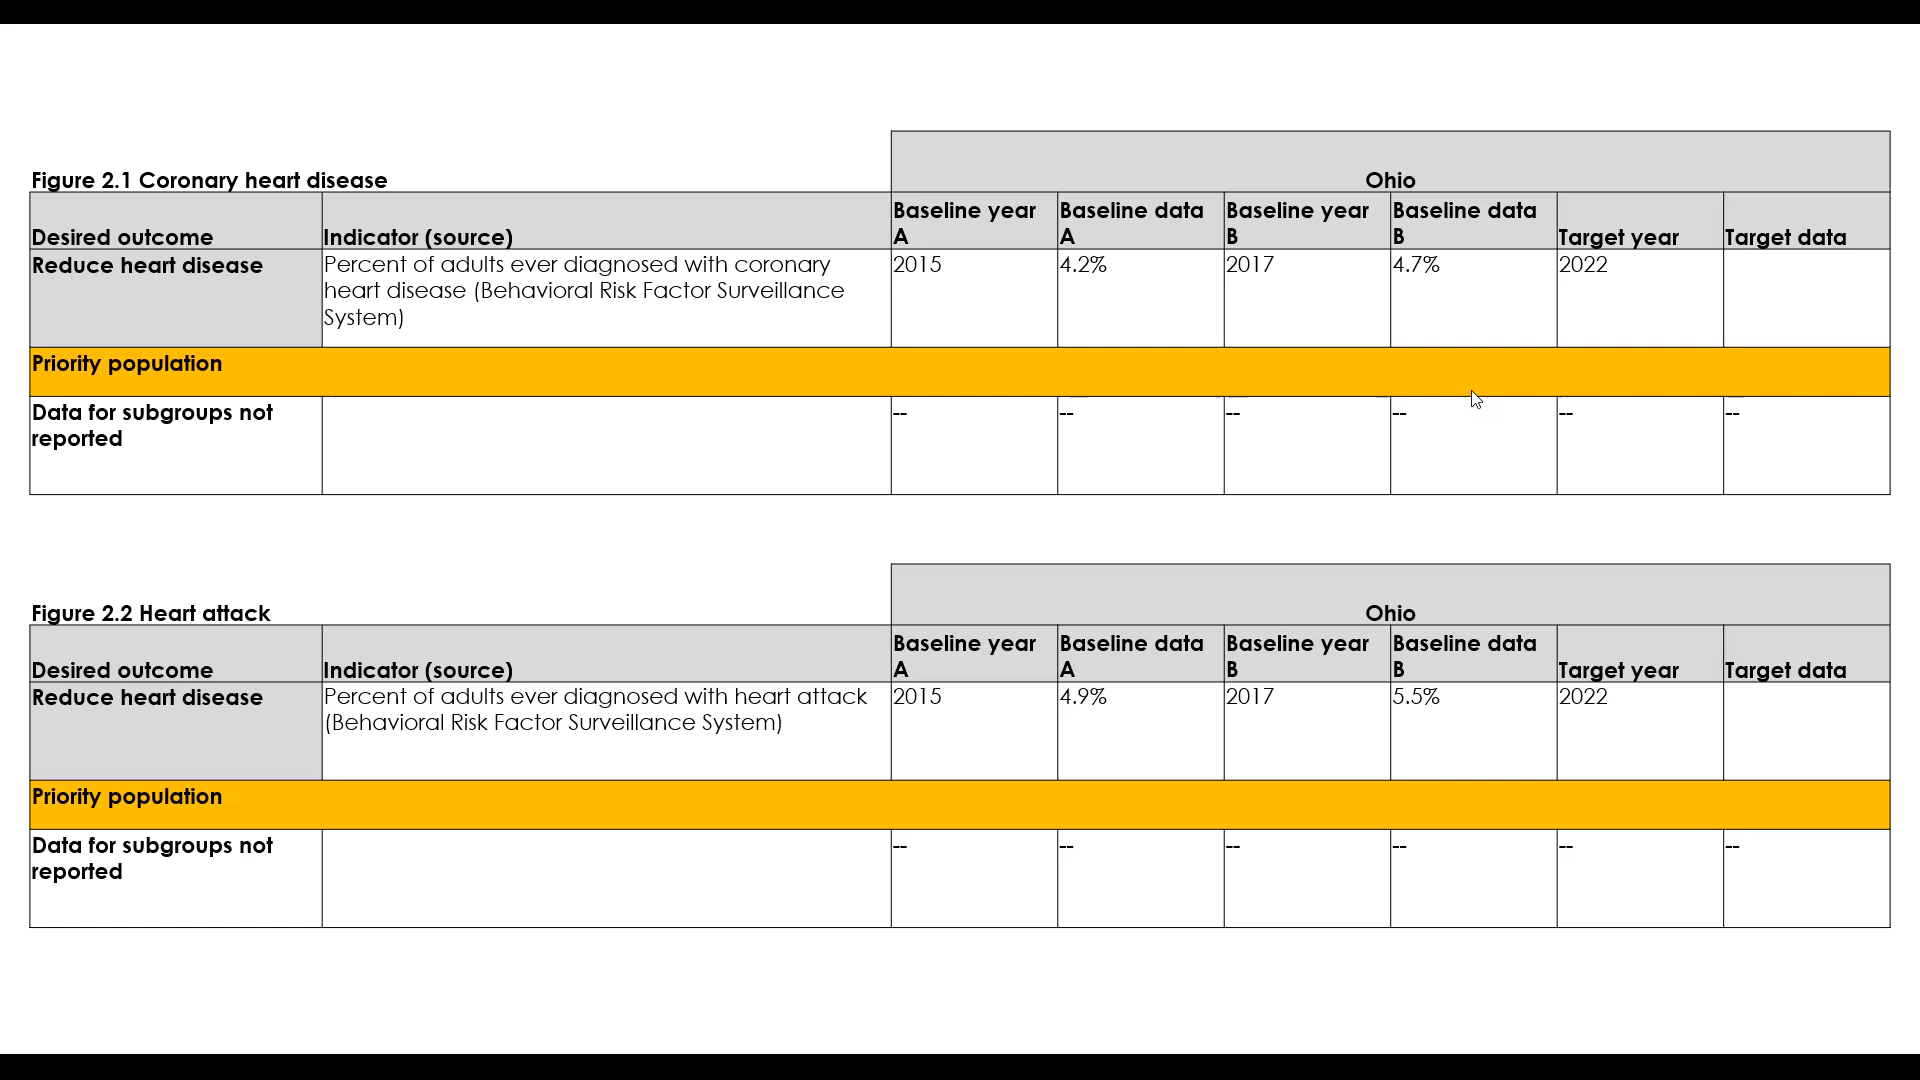 Figure 2.1 Coronary heart disease
Ohio
Desired outcome
Indicator (source)
Baseline year
A
Baseline data
A
Baseline year
B
Baseline data
B
Target year
Target data
Reduce heart disease
Percent of adults ever diagnosed with coronary
heart disease (Behavioral Risk Factor Surveillance
System)
2015
4.2%
2017
4.7%
2022
Priority population
Data for subgroups not
reported
--
--
--
--
--
--
Figure 2.2 Heart attack
Ohio
Desired outcome
Indicator (source)
Baseline year
A
Baseline data
A
Baseline year
B
Baseline data
B
Target year
Target data
Reduce heart disease
Percent of adults ever diagnosed with heart attack
(Behavioral Risk Factor Surveillance System)
2015
4.9%
2017
5.5%
2022
Priority population
Data for subgroups not
reported
--
--
--
--
--
--